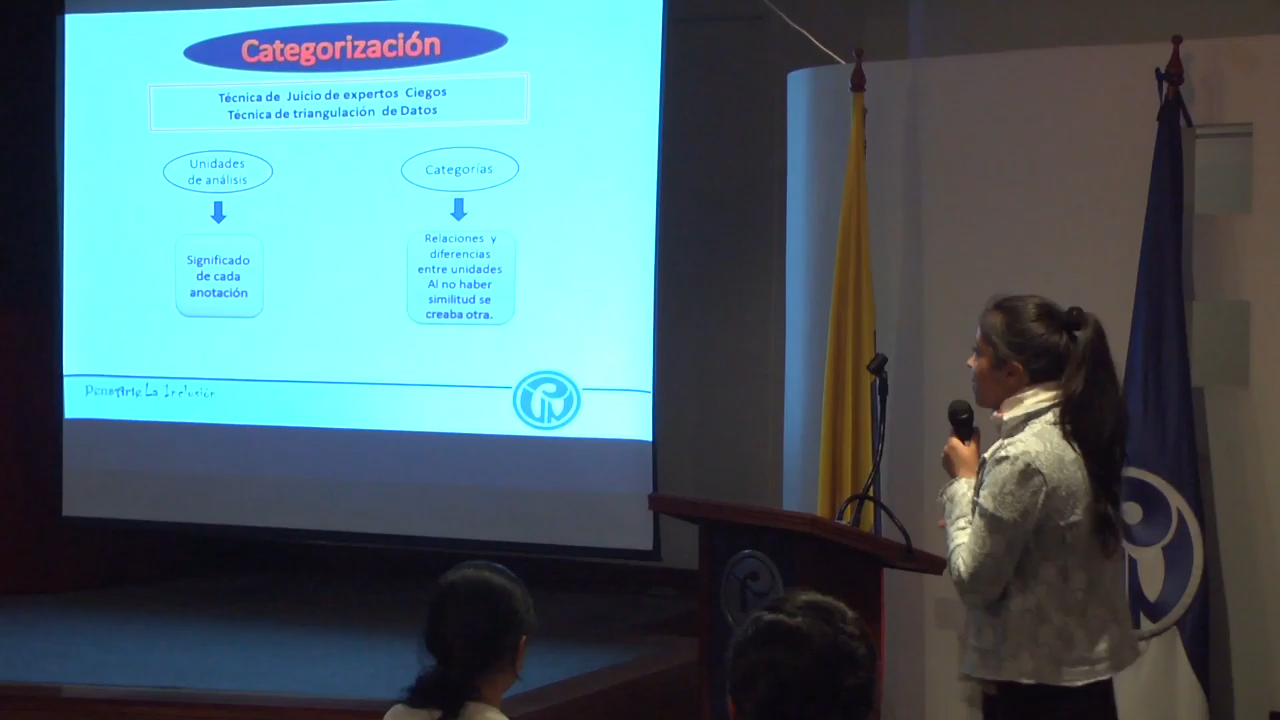 Categorización
Técnica de Juicio de expertos Ciegos
Técnica de triangulación de Datos
Unidades
de análisis
Categorías
Significado
de cada
anotación
Relaciones y
diferencias
entre unidades
Al no haber
similitud se
creaba otra.
PensArte La Inclusión